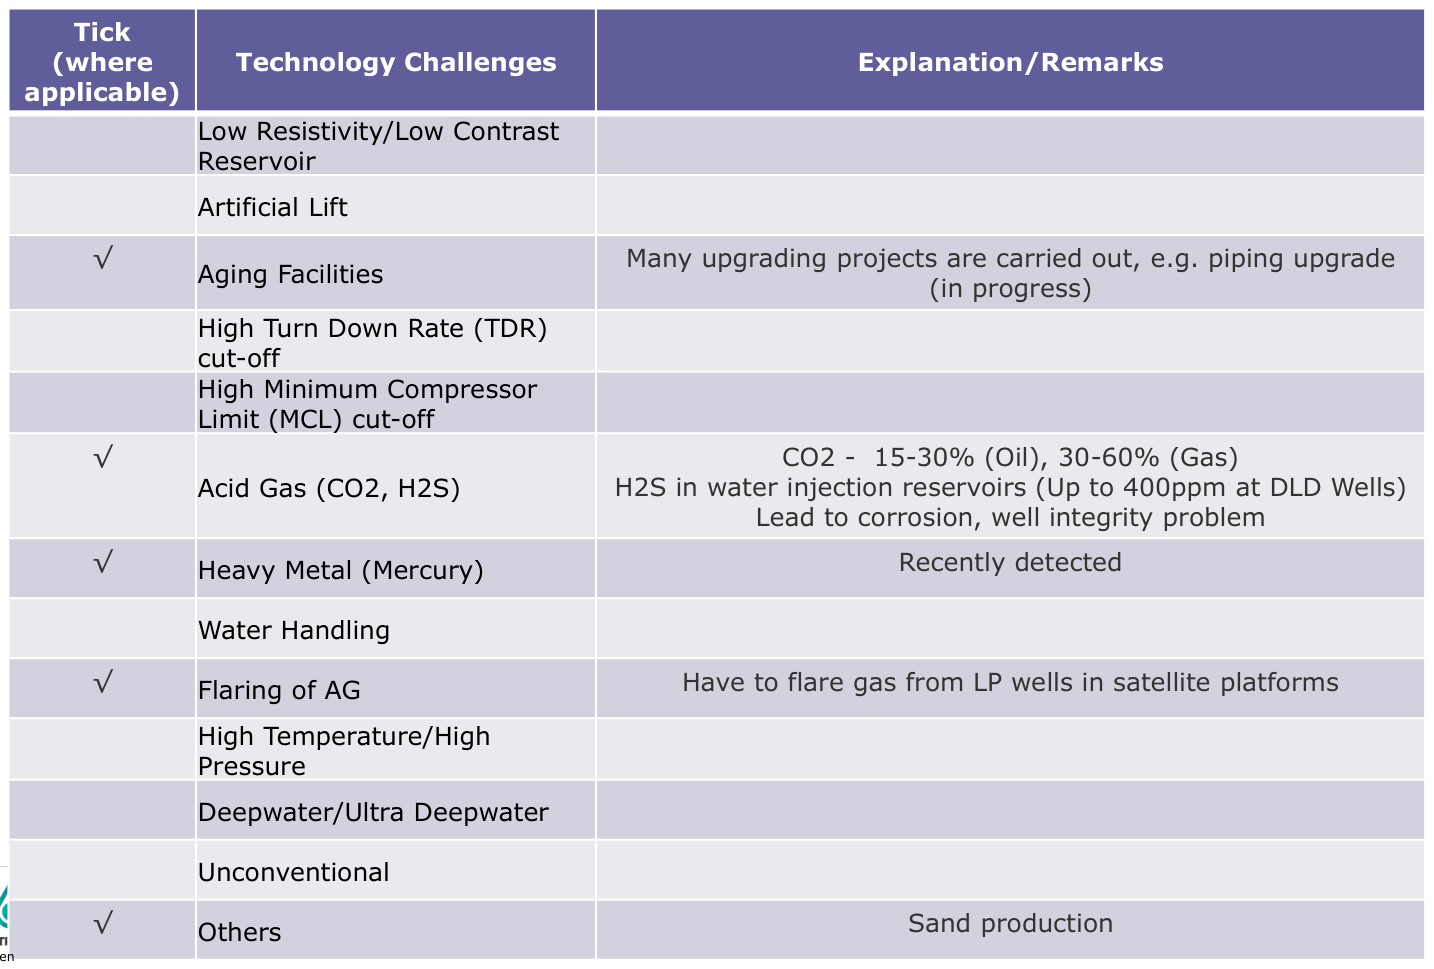 Tick
(where
applicable)
Technology Challenges
Explanation/Remarks
Low Resistivity/Low Contrast
Reservoir
Artificial Lift
√
Aging Facilities
Many upgrading projects are carried out, e.g. piping upgrade
(in progress)
High Turn Down Rate (TDR)
cut-off
High Minimum Compressor
Limit (MCL) cut-off
√
Acid Gas (CO2, H2S)
CO2 -  15-30% (Oil), 30-60% (Gas)
H2S in water injection reservoirs (Up to 400ppm at DLD Wells)
Lead to corrosion, well integrity problem
√
Heavy Metal (Mercury)
Recently detected
Water Handling
√
Flaring of AG
Have to flare gas from LP wells in satellite platforms
High Temperature/High
Pressure
Deepwater/Ultra Deepwater
Unconventional
√
Others
Sand production
en